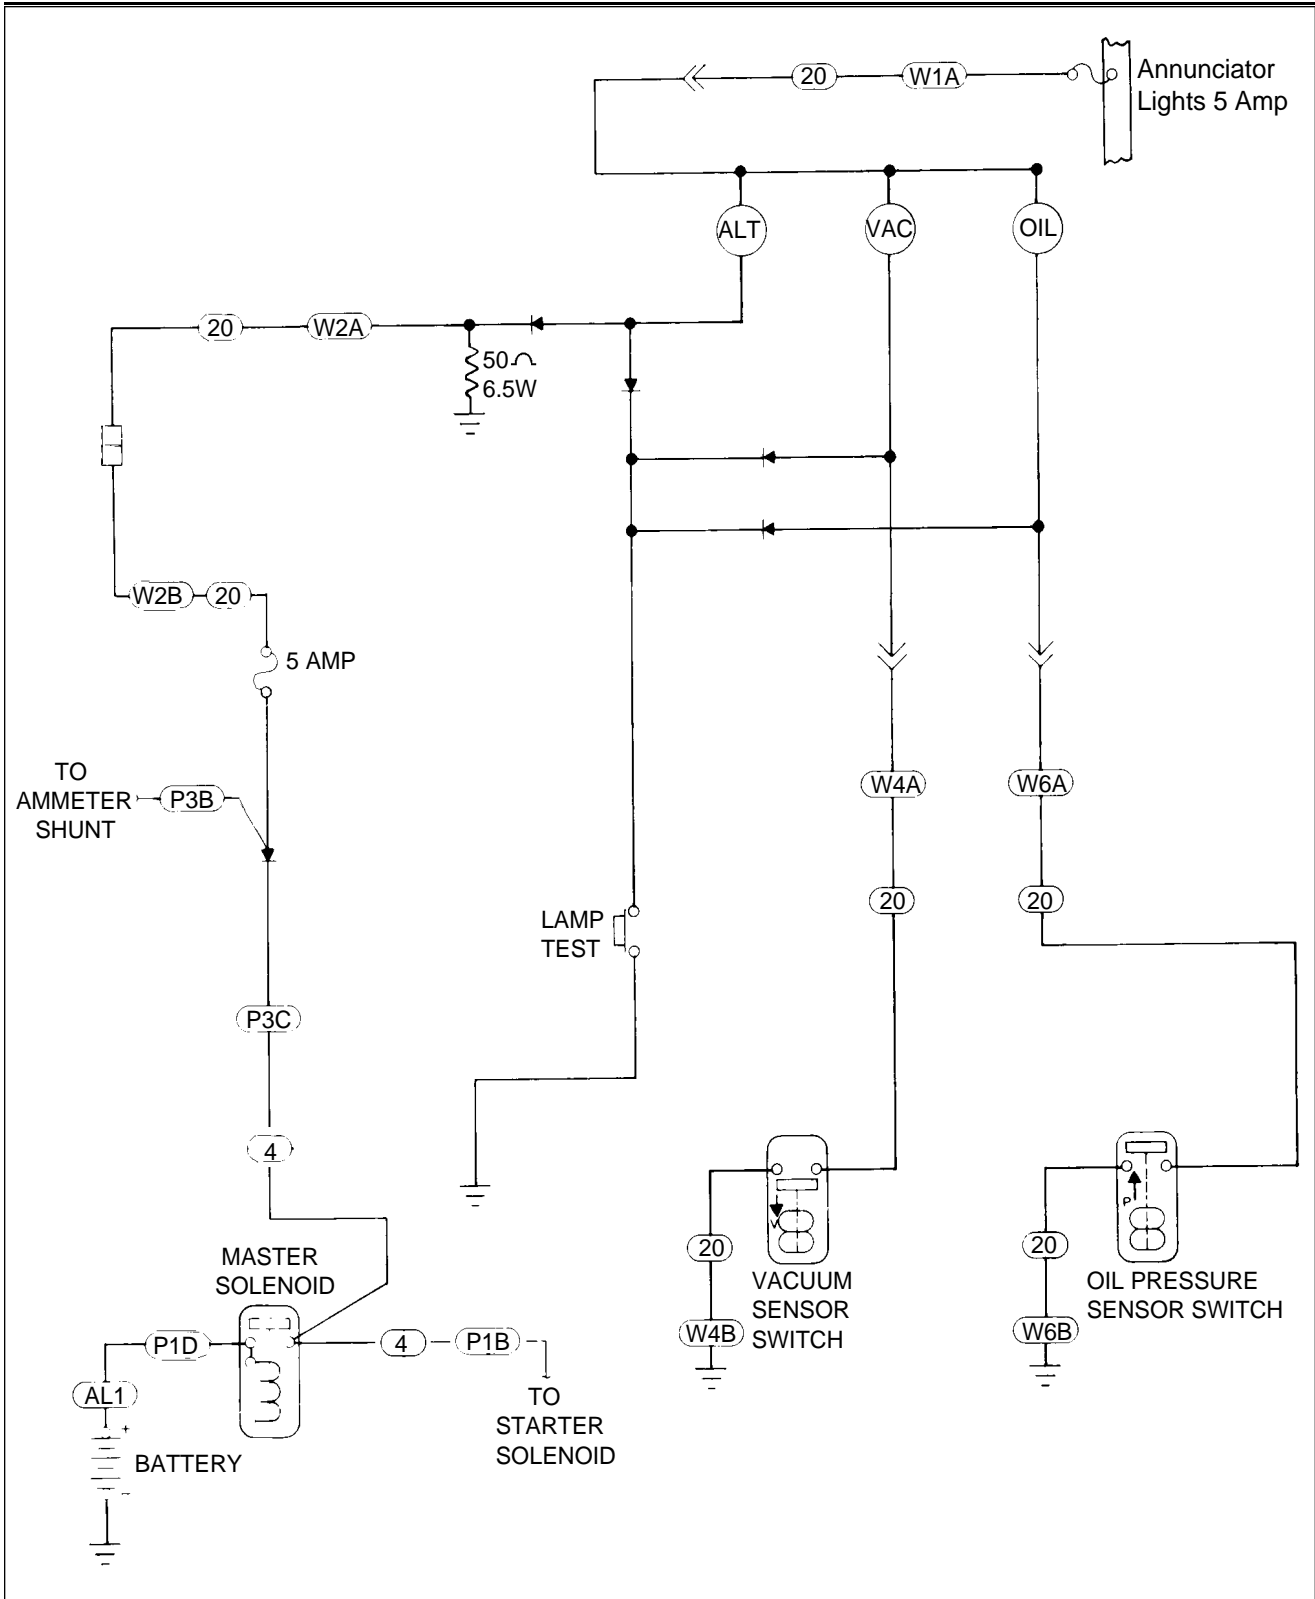 20 W1A Annunciator
Lights 5 Amp
ALT VAC OIL
20 W2A
50
6.5W
W2B 20
5 AMP
TO
AMMETER
SHUNT
P3B
W4A W6A
20 20
LAMP
TEST
P3C
4
MASTER
SOLENOID
P1D 4 P1B
AL1
+
-
BATTERY
TO
STARTER
SOLENOID
V
20
W4B
VACUUM
SENSOR
SWITCH
P
20
W6B
OIL PRESSURE
SENSOR SWITCH